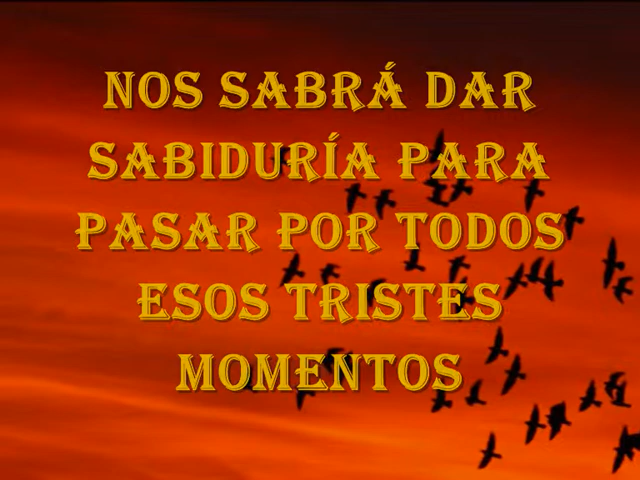 NOS SABRÁ DAR
SABIDURÍA PARA
PASAR POR TODOS
ESOS TRISTES
MOMENTOS